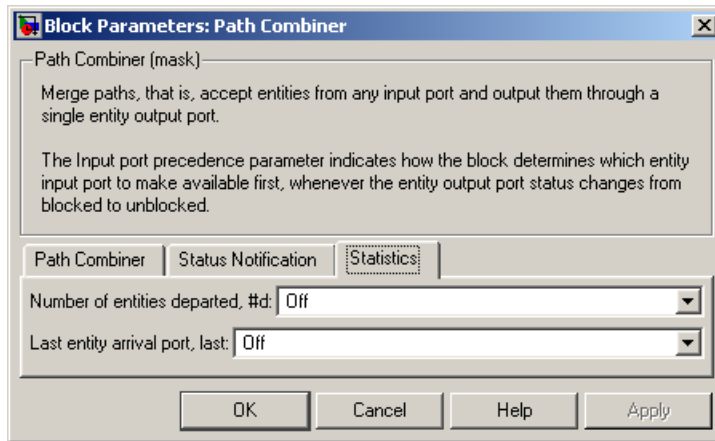 Block Parameters: Path Combiner
Path Combiner (mask)
Merge paths, that is, accept entities from any input port and output them through a
single entity output port.
The Input port precedence parameter indicates how the block determines which entity
input port to make available first, whenever the entity output port status changes from
blocked to unblocked.
Path Combiner Status Notification Statistics
Number of entities departed, #d: Off
Last entity arrival port, last: Off
OK Cancel Help Apply